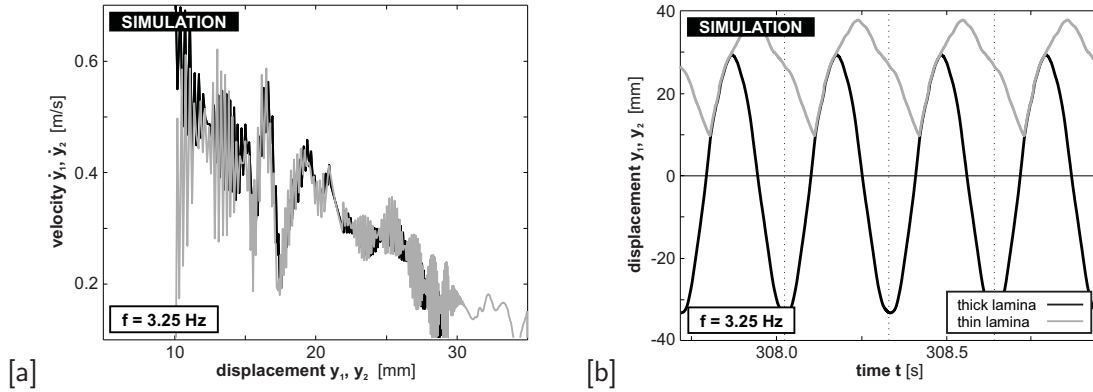 SIMULATION
0.6
0.4
0.2
velocity ẏ₁, ẏ₂ [m/s]
f = 3.25 Hz
10
20
30
displacement y₁, y₂ [mm]
[a]
SIMULATION
40
20
0
-20
-40
displacement y₁, y₂ [mm]
f = 3.25 Hz
thick lamina
thin lamina
308.0
308.5
time t [s]
[b]